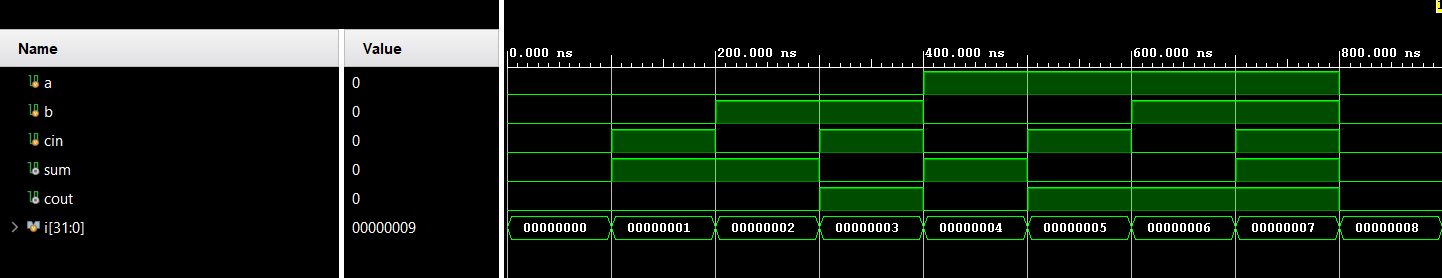 Name Value
0.000 ns 200.000 ns 400.000 ns 600.000 ns 800.000 ns
a 0
b 0
cin 0
sum 0
cout 0
i[31:0] 00000009 00000000 00000001 00000002 00000003 00000004 00000005 00000006 00000007 00000008